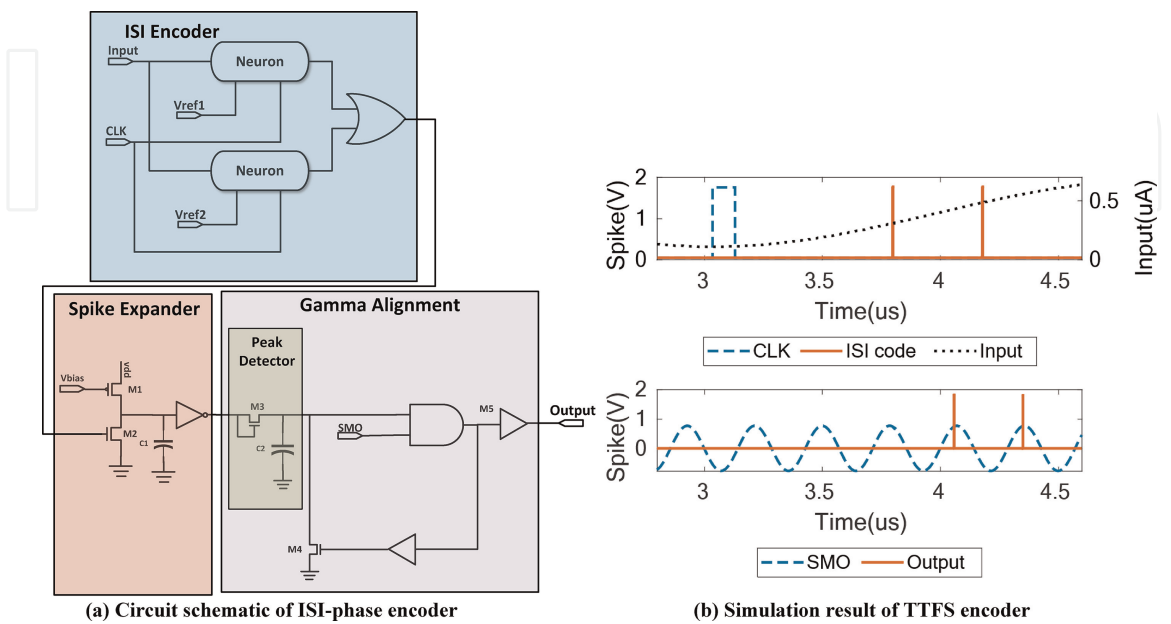 ISI Encoder
Input
Neuron
Vref1
CLK
Neuron
Vref2
Spike Expander
Gamma Alignment
Peak
Detector
Vbias
vpp
M1
M2
C1
M3
C2
SMO
M5
Output
M4
(a) Circuit schematic of ISI-phase encoder
Spike(V)
2
1
0
0.5
0
Input(uA)
3
3.5
4
4.5
Time(us)
CLK
ISI code
Input
Spike(V)
2
1
0
3
3.5
4
4.5
Time(us)
SMO
Output
(b) Simulation result of TTFS encoder